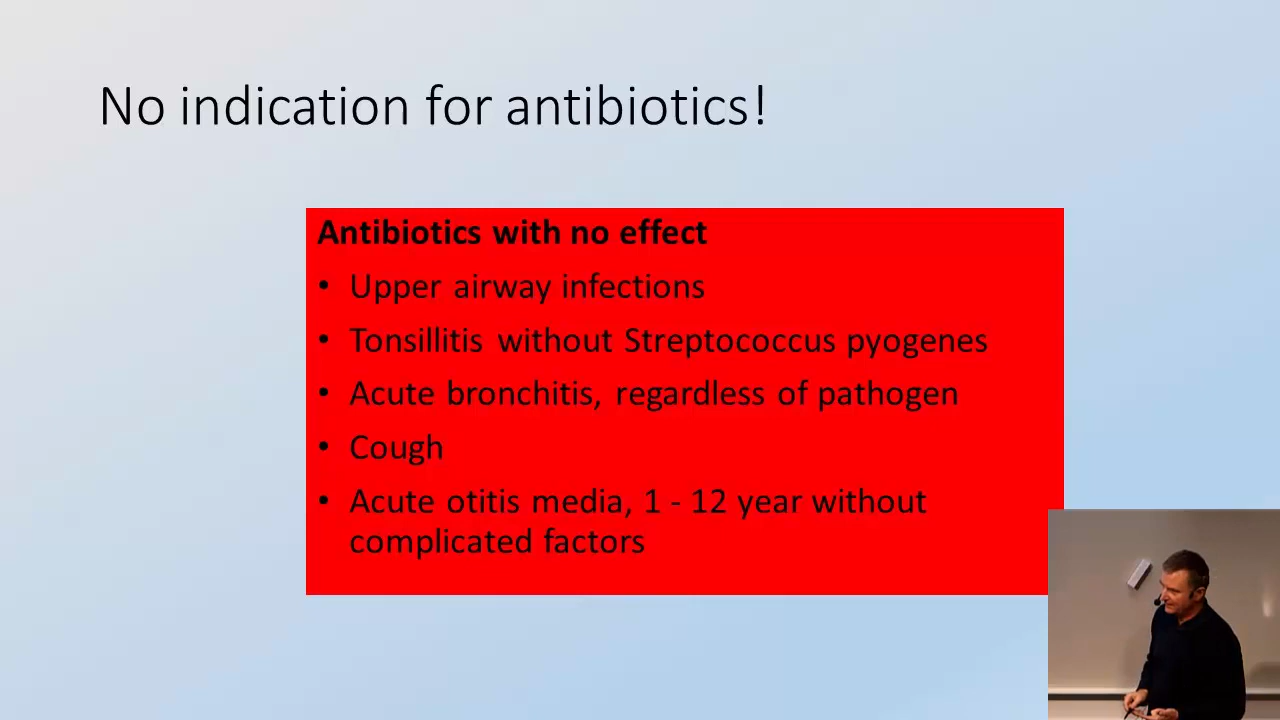 No indication for antibiotics!
Antibiotics with no effect
• Upper airway infections
• Tonsillitis without Streptococcus pyogenes
• Acute bronchitis, regardless of pathogen
• Cough
• Acute otitis media, 1 - 12 year without
complicated factors